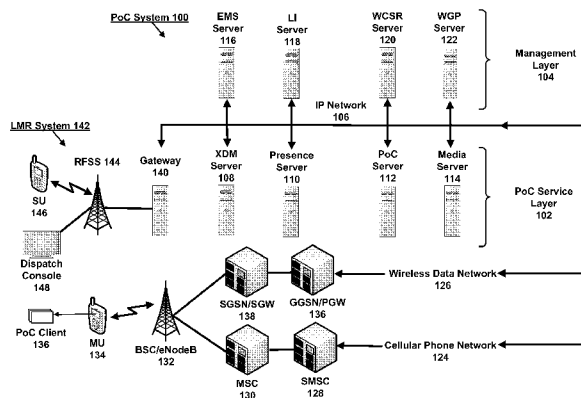 PoC System 100
EMS
Server
116
LI
Server
118
WCSR
Server
120
WGP
Server
122
Management
Layer
104
IP Network
106
LMR System 142
RFSS 144
Gateway
140
XDM
Server
108
Presence
Server
110
PoC
Server
112
Media
Server
114
PoC Service
Layer
102
SU
146
Dispatch
Console
148
SGSN/SGW
138
GGSN/PGW
136
Wireless Data Network
126
PoC Client
136
MU
134
BSC/eNodeB
132
MSC
130
SMSC
128
Cellular Phone Network
124